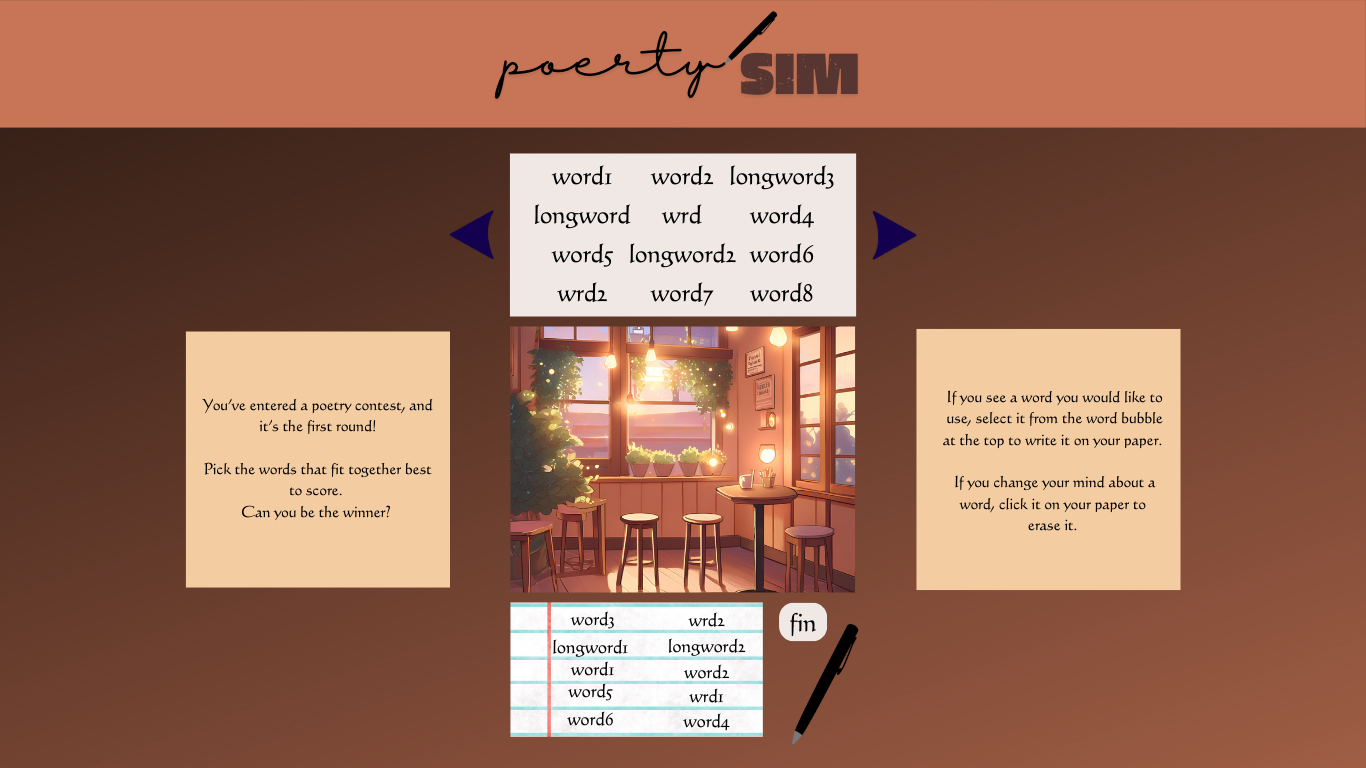 poerty SIM
word1 word2 longword3
longword wrd word4
word5 longword2 word6
wrd2 word7 word8
You've entered a poetry contest, and
it's the first round!
Pick the words that fit together best
to score.
Can you be the winner?
If you see a word you would like to
use, select it from the word bubble
at the top to write it on your paper.
If you change your mind about a
word, click it on your paper to
erase it.
word3 wrd2
longword1 longword2
word1 word2
word5 wrd1
word6 word4
fin